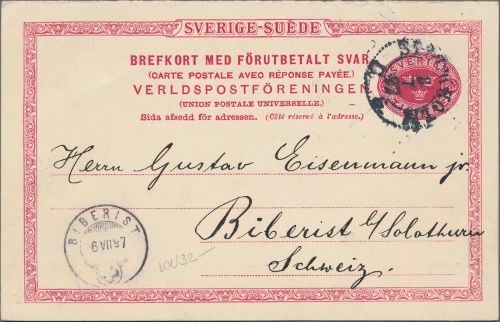 SVERIGE-SUÈDE
BREFKORT MED FÖRUTBETALT SVAR
(CARTE POSTALE AVEC RÉPONSE PAYÉE.)
VERLDSPOSTFÖRENINGEN
(UNION POSTALE UNIVERSELLE.)
Sida afsedd för adressen. (Côté réservé à l'adresse.)
SVERIGE
Herrn Gustav Eisenmann jr.
Biberist b/Solothurn
Schweiz.
BIBERIST
6 VII 97